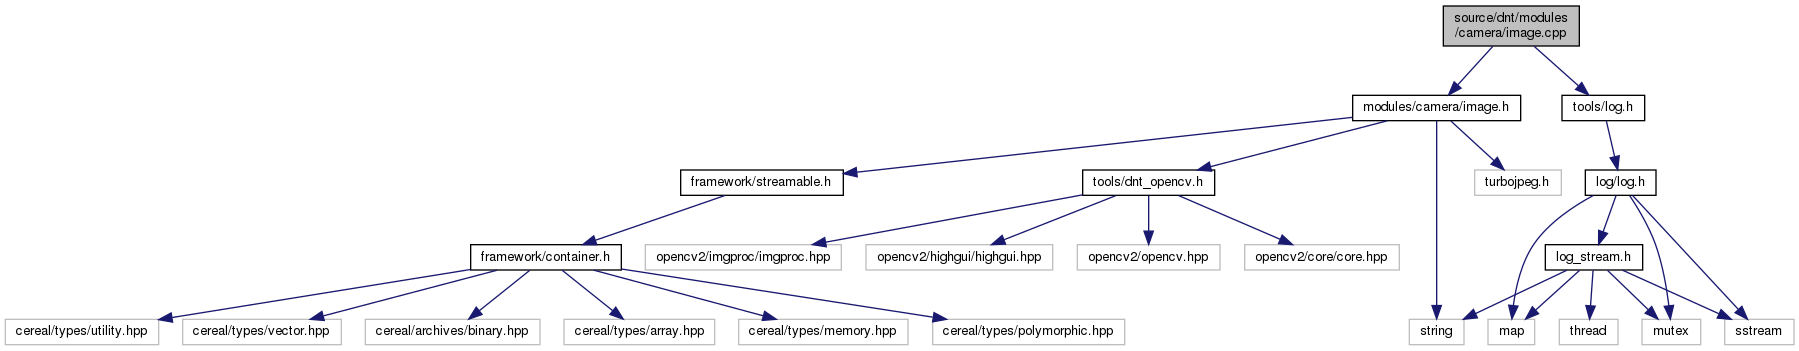 source/dnt/modules
/camera/image.cpp
modules/camera/image.h
tools/log.h
framework/streamable.h
tools/dnt_opencv.h
turbojpeg.h
log/log.h
framework/container.h
opencv2/imgproc/imgproc.hpp
opencv2/highgui/highgui.hpp
opencv2/opencv.hpp
opencv2/core/core.hpp
log_stream.h
cereal/types/utility.hpp
cereal/types/vector.hpp
cereal/archives/binary.hpp
cereal/types/array.hpp
cereal/types/memory.hpp
cereal/types/polymorphic.hpp
string
map
thread
mutex
sstream